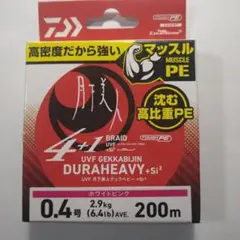 DAIWA
高密度だから強い
マッスル
MUSCLE
PE
月下美人
沈む
高比重PE
4+1
BRAID
UVF
UVF GEKKABIJIN
DURAHEAVY+Si²
UVF 月下美人デュラヘビー +Si²
ホワイトピンク
0.4号
2.9kg
(6.4lb)AVE.
200m